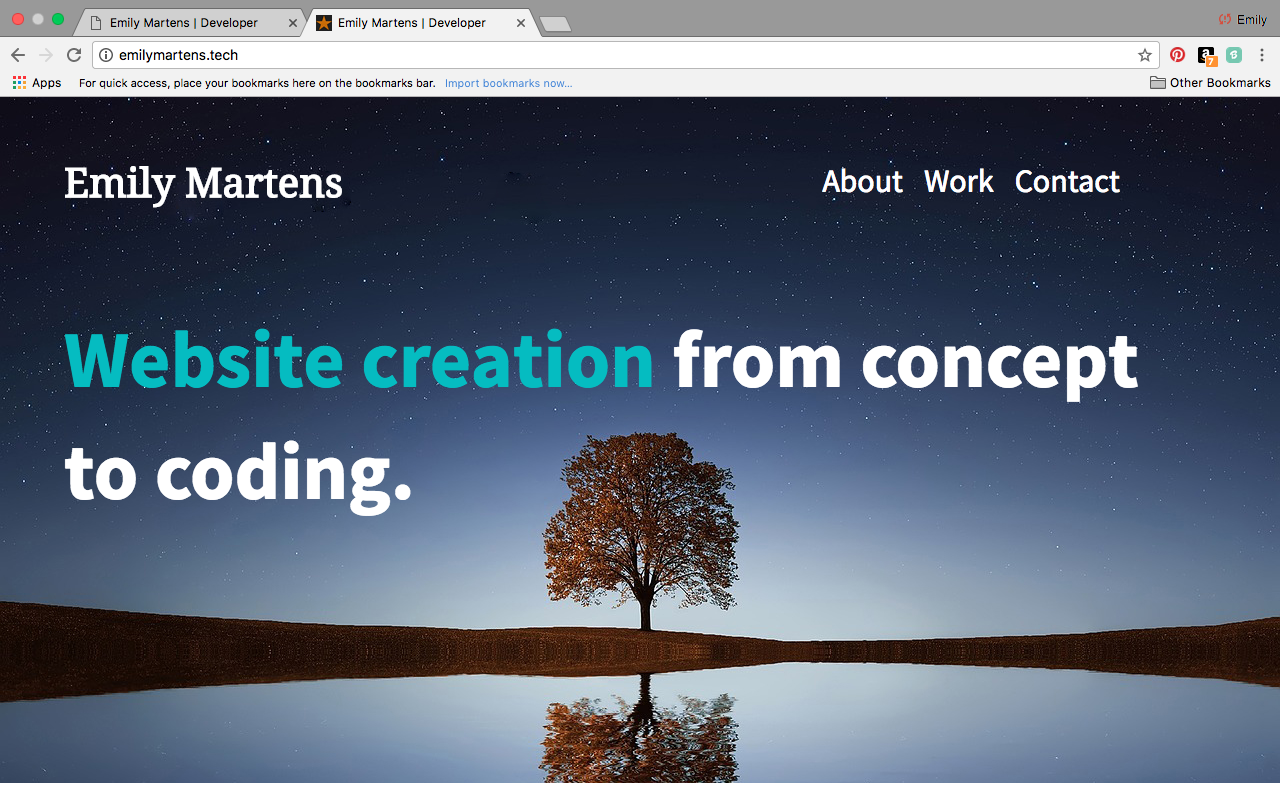 Emily Martens | Developer
Emily Martens | Developer
Emily
emilymartens.tech
a
7
Apps
For quick access, place your bookmarks here on the bookmarks bar.
Import bookmarks now...
Other Bookmarks
Emily Martens
About Work Contact
Website creation from concept
to coding.